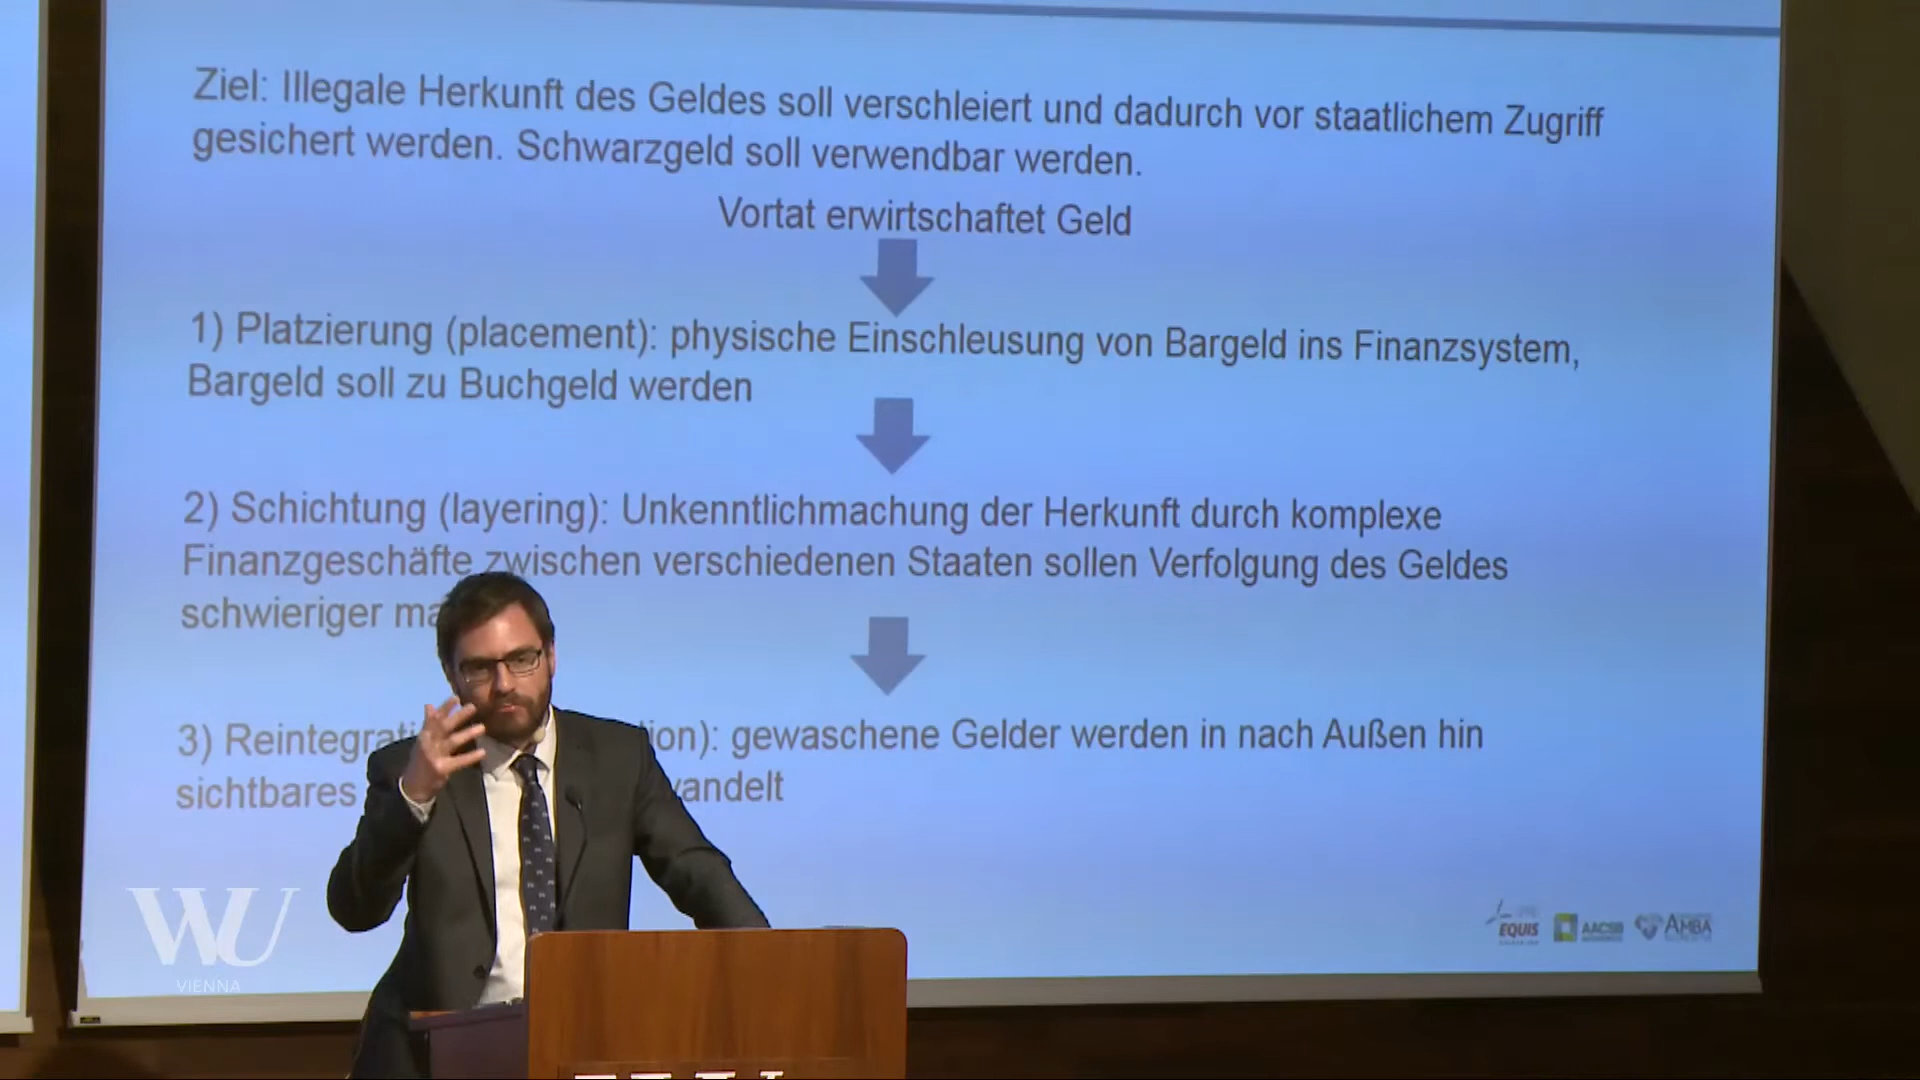 Ziel: Illegale Herkunft des Geldes soll verschleiert und dadurch vor staatlichem Zugriff
gesichert werden. Schwarzgeld soll verwendbar werden.
Vortat erwirtschaftet Geld
1) Platzierung (placement): physische Einschleusung von Bargeld ins Finanzsystem,
Bargeld soll zu Buchgeld werden
2) Schichtung (layering): Unkenntlichmachung der Herkunft durch komplexe
Finanzgeschäfte zwischen verschiedenen Staaten sollen Verfolgung des Geldes
schwieriger ma
3) Reintegrati ion): gewaschene Gelder werden in nach Außen hin
sichtbares wandelt
WU
VIENNA
EQUIS
AACSB
AMBA